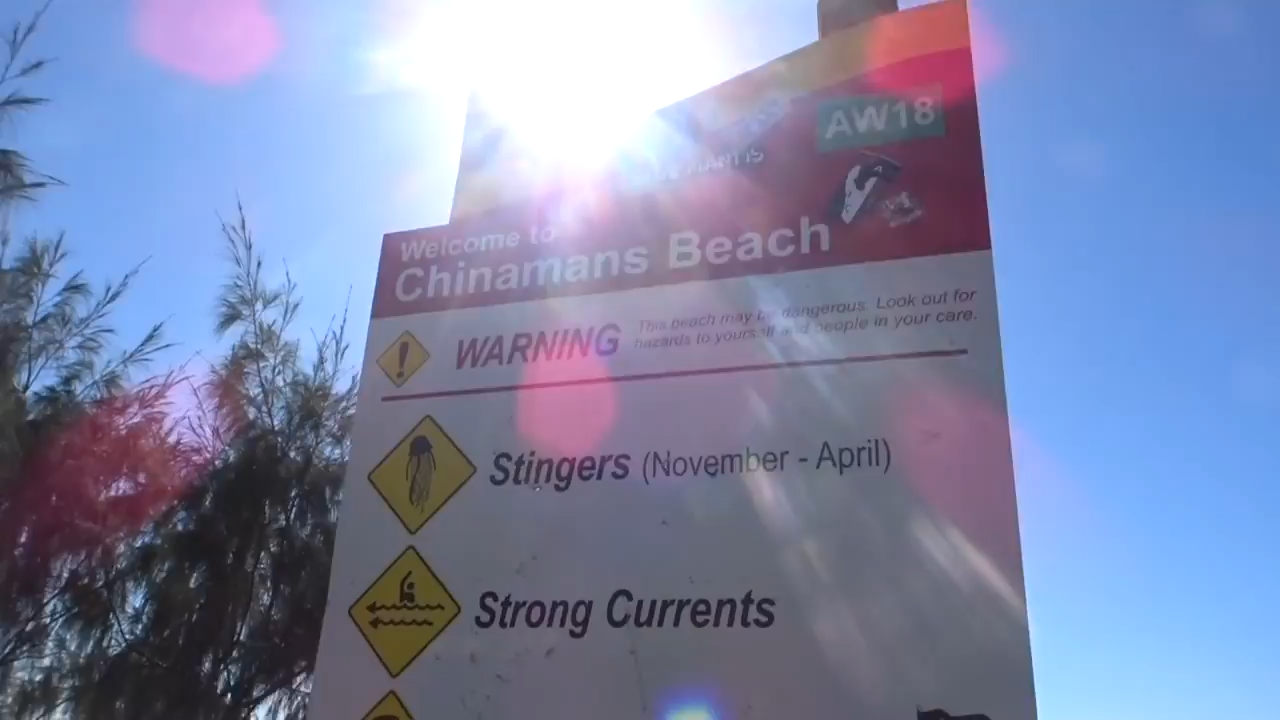 AW18
Welcome to
Chinamans Beach
WARNING
This beach may be dangerous. Look out for
hazards to yourself and people in your care.
Stingers (November - April)
Strong Currents